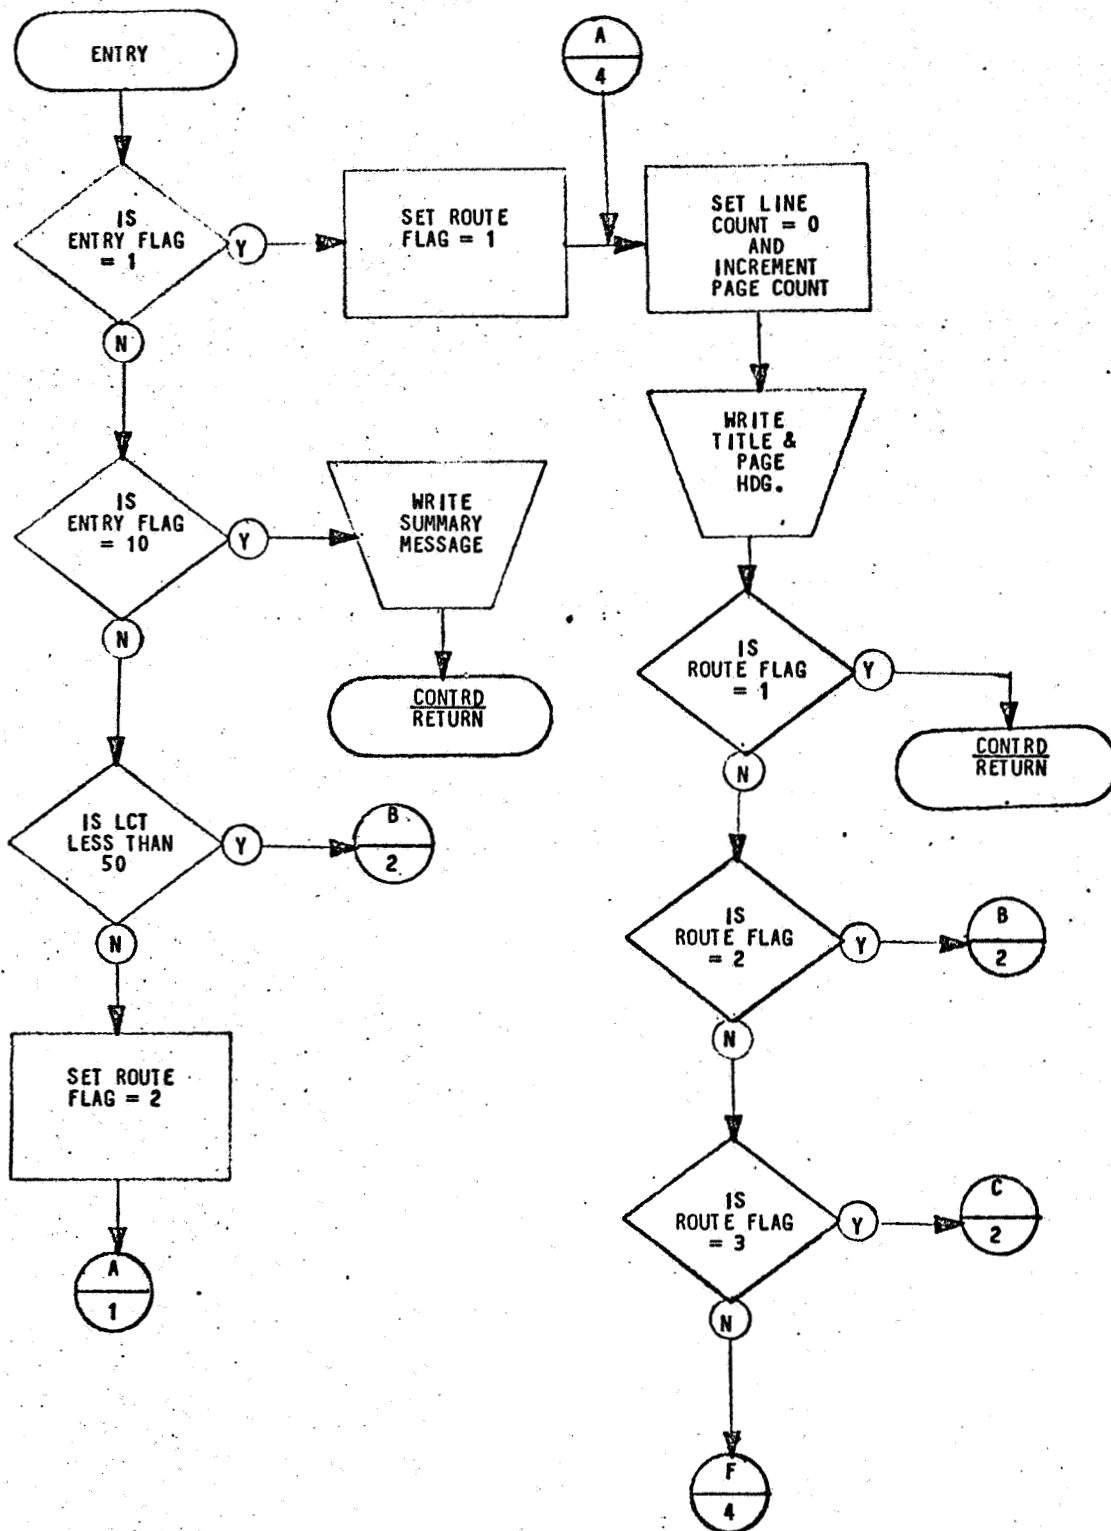 ENTRY
IS
ENTRY FLAG
= 1
Y
N
SET ROUTE
FLAG = 1
A
4
SET LINE
COUNT = 0
AND
INCREMENT
PAGE COUNT
IS
ENTRY FLAG
= 10
Y
N
WRITE
SUMMARY
MESSAGE
CONTRD
RETURN
IS LCT
LESS THAN
50
Y
N
B
2
SET ROUTE
FLAG = 2
A
1
WRITE
TITLE &
PAGE
HDG.
IS
ROUTE FLAG
= 1
Y
N
CONTRD
RETURN
IS
ROUTE FLAG
= 2
Y
N
B
2
IS
ROUTE FLAG
= 3
Y
N
C
2
F
4